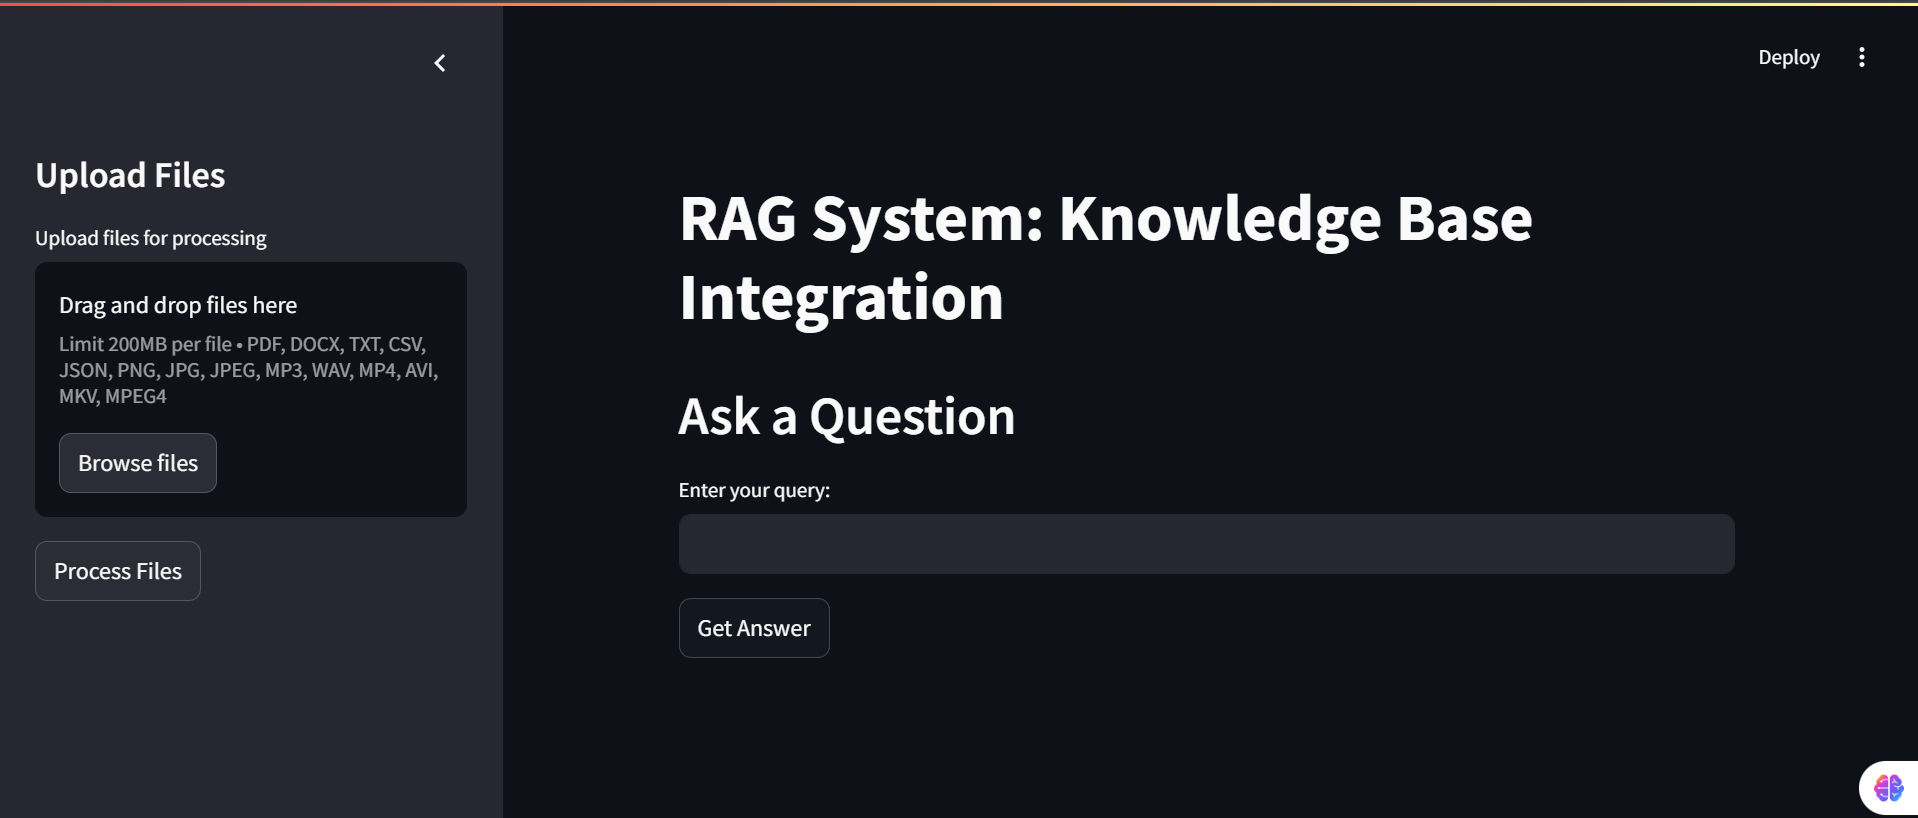 Deploy
Upload Files
Upload files for processing
Drag and drop files here
Limit 200MB per file • PDF, DOCX, TXT, CSV,
JSON, PNG, JPG, JPEG, MP3, WAV, MP4, AVI,
MKV, MPEG4
Browse files
Process Files
RAG System: Knowledge Base
Integration
Ask a Question
Enter your query:
Get Answer